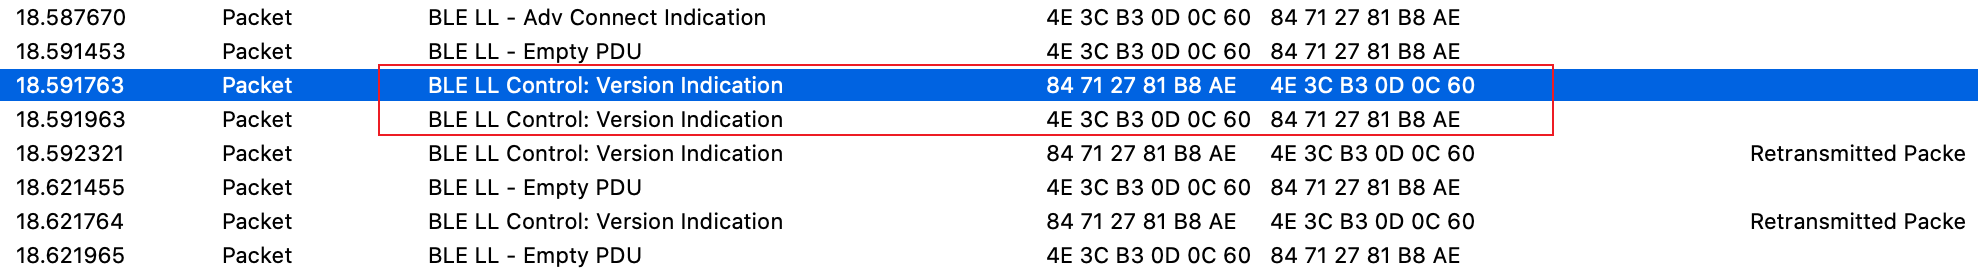 18.587670 Packet BLE LL - Adv Connect Indication 4E 3C B3 0D 0C 60 84 71 27 81 B8 AE
18.591453 Packet BLE LL - Empty PDU 4E 3C B3 0D 0C 60 84 71 27 81 B8 AE
18.591763 Packet BLE LL Control: Version Indication 84 71 27 81 B8 AE 4E 3C B3 0D 0C 60
18.591963 Packet BLE LL Control: Version Indication 4E 3C B3 0D 0C 60 84 71 27 81 B8 AE
18.592321 Packet BLE LL Control: Version Indication 84 71 27 81 B8 AE 4E 3C B3 0D 0C 60 Retransmitted Packe
18.621455 Packet BLE LL - Empty PDU 4E 3C B3 0D 0C 60 84 71 27 81 B8 AE
18.621764 Packet BLE LL Control: Version Indication 84 71 27 81 B8 AE 4E 3C B3 0D 0C 60 Retransmitted Packe
18.621965 Packet BLE LL - Empty PDU 4E 3C B3 0D 0C 60 84 71 27 81 B8 AE